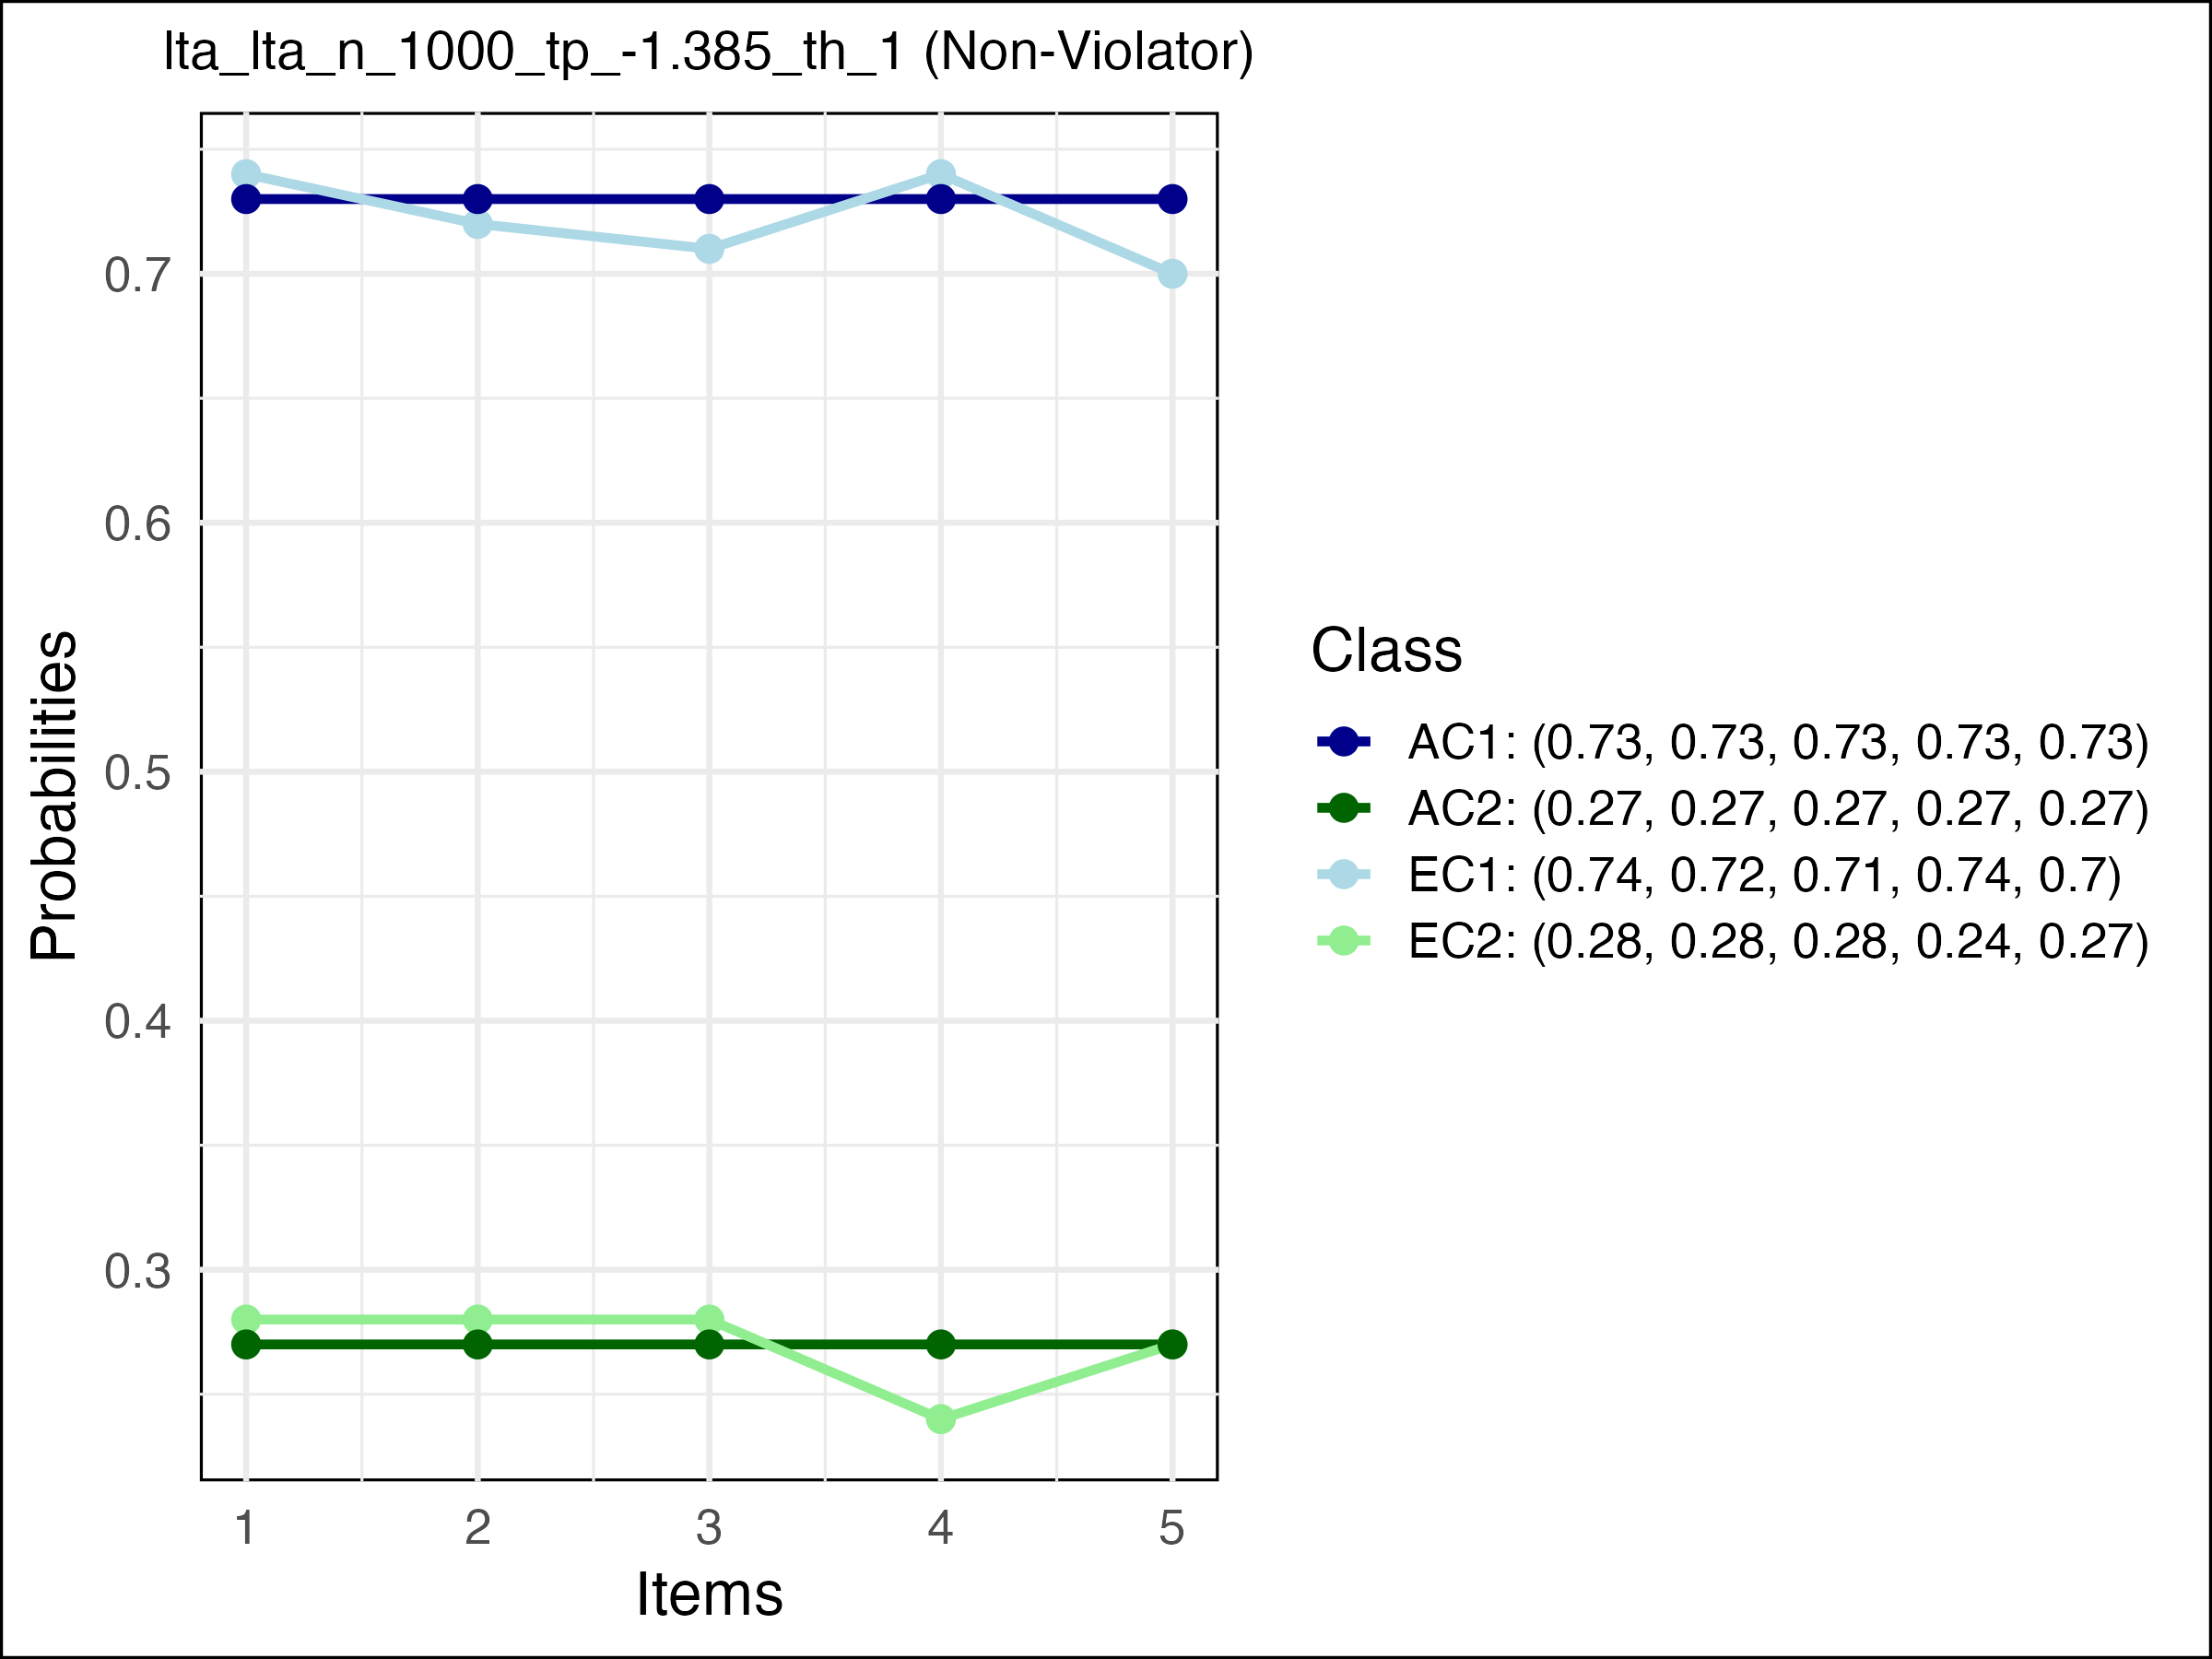 lta_lta_n_1000_tp_-1.385_th_1 (Non-Violator)
0.7
0.6
0.5
0.4
0.3
Probabilities
1 2 3 4 5
Items
Class
AC1: (0.73, 0.73, 0.73, 0.73, 0.73)
AC2: (0.27, 0.27, 0.27, 0.27, 0.27)
EC1: (0.74, 0.72, 0.71, 0.74, 0.7)
EC2: (0.28, 0.28, 0.28, 0.24, 0.27)